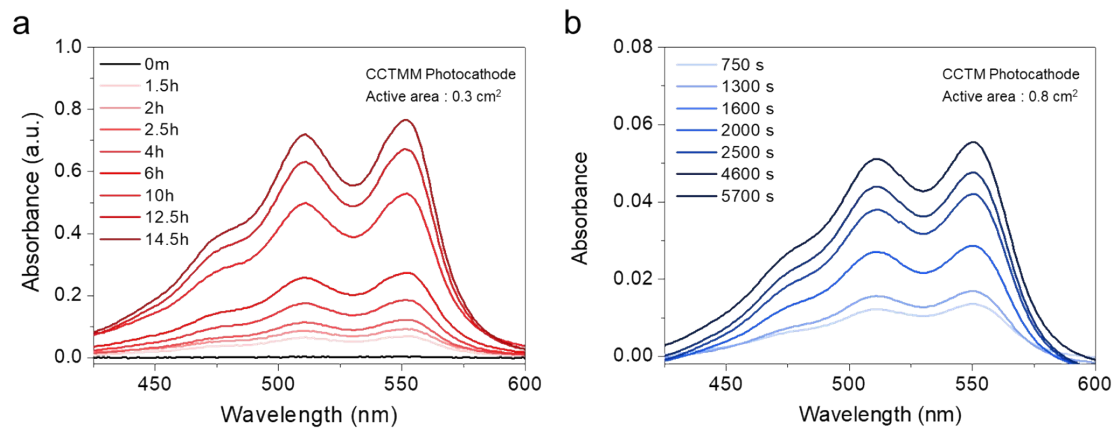 a
Absorbance (a.u.)
1.0
0.8
0.6
0.4
0.2
0.0
0m
1.5h
2h
2.5h
4h
6h
10h
12.5h
14.5h
CCTMM Photocathode
Active area : 0.3 cm²
450 500 550 600
Wavelength (nm)
b
Absorbance
0.08
0.06
0.04
0.02
0.00
750 s
1300 s
1600 s
2000 s
2500 s
4600 s
5700 s
CCTM Photocathode
Active area : 0.8 cm²
450 500 550 600
Wavelength (nm)